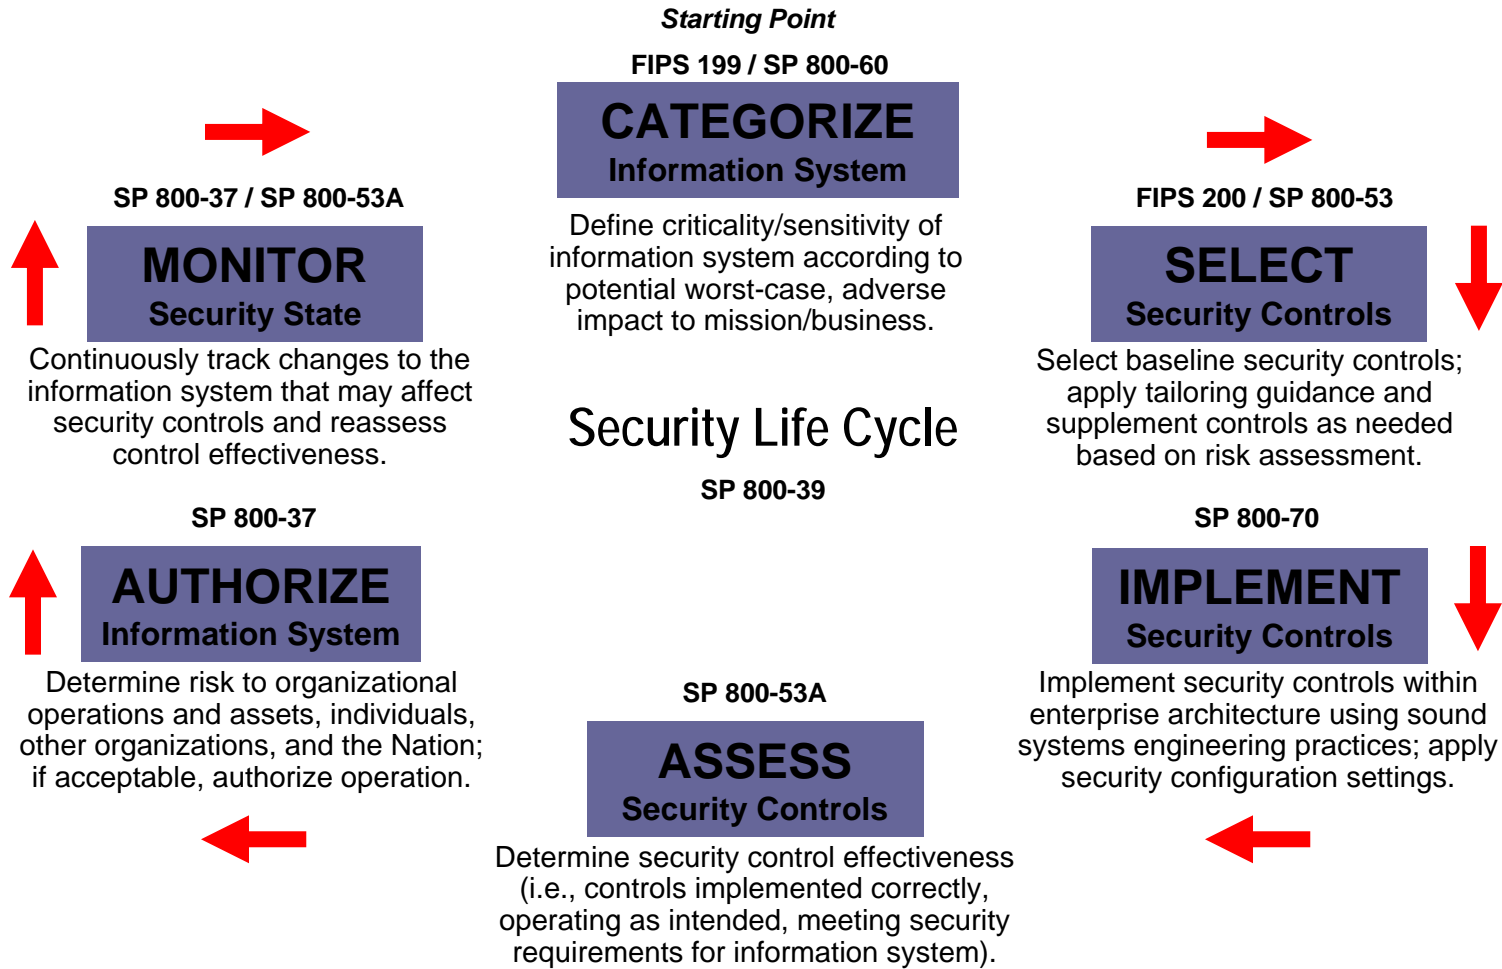 Starting Point
FIPS 199 / SP 800-60
CATEGORIZE
Information System
Define criticality/sensitivity of
information system according to
potential worst-case, adverse
impact to mission/business.
SP 800-37 / SP 800-53A
MONITOR
Security State
Continuously track changes to the
information system that may affect
security controls and reassess
control effectiveness.
FIPS 200 / SP 800-53
SELECT
Security Controls
Select baseline security controls;
apply tailoring guidance and
supplement controls as needed
based on risk assessment.
Security Life Cycle
SP 800-39
SP 800-37
AUTHORIZE
Information System
Determine risk to organizational
operations and assets, individuals,
other organizations, and the Nation;
if acceptable, authorize operation.
SP 800-70
IMPLEMENT
Security Controls
Implement security controls within
enterprise architecture using sound
systems engineering practices; apply
security configuration settings.
SP 800-53A
ASSESS
Security Controls
Determine security control effectiveness
(i.e., controls implemented correctly,
operating as intended, meeting security
requirements for information system).